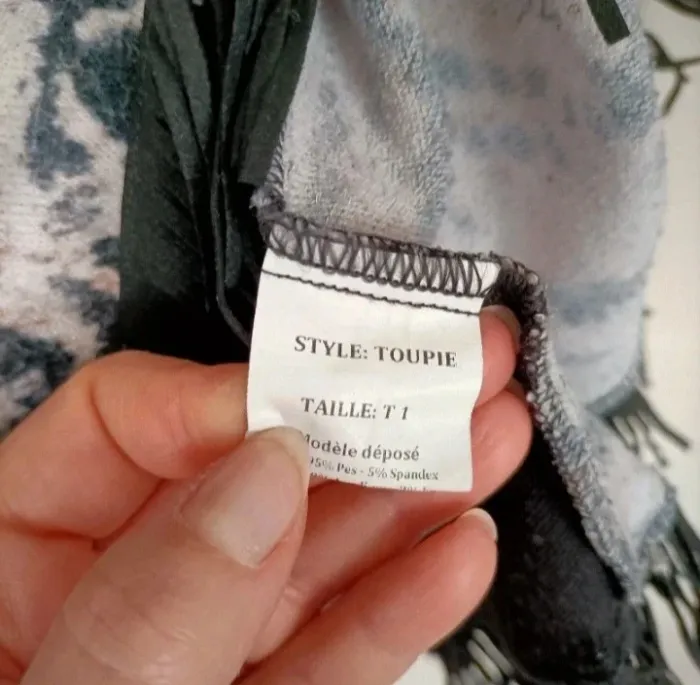 STYLE: TOUPIE
TAILLE: T 1
Modèle déposé
95% Pes - 5% Spandex